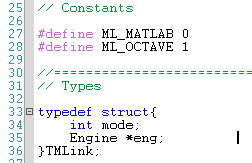 25 // Constants
26
27 #define ML_MATLAB 0
28 #define ML_OCTAVE 1
29
30 //------------------------
31 // Types
32
33 typedef struct{
34 int mode;
35 Engine *eng;
36 }TMLink;